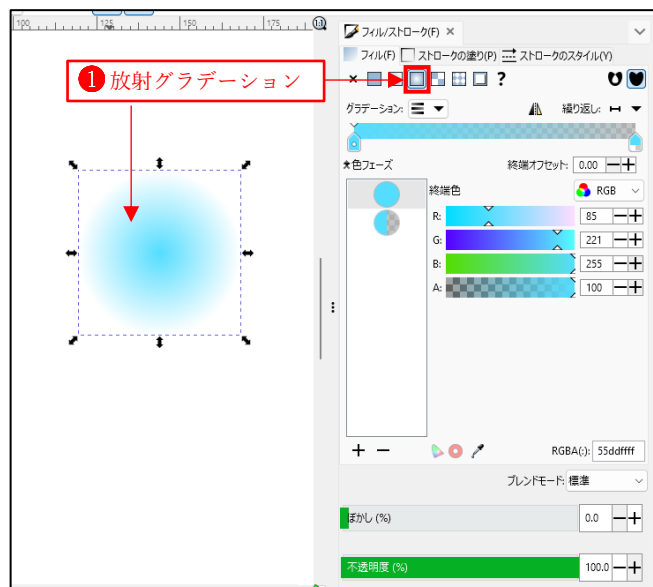 100 125 150 175 1:1
フィル/ストローク(F) ×
フィル(F) ストロークの塗り(P) ストロークのスタイル(V)
1 放射グラデーション
× ?
グラデーション: 繰り返し:
色フェーズ 終端オフセット: 0.00
終端色 RGB
R: 85
G: 221
B: 255
A: 100
RGBA(:): 55ddffff
ブレンドモード: 標準
ぼかし (%) 0.0
不透明度 (%) 100.0